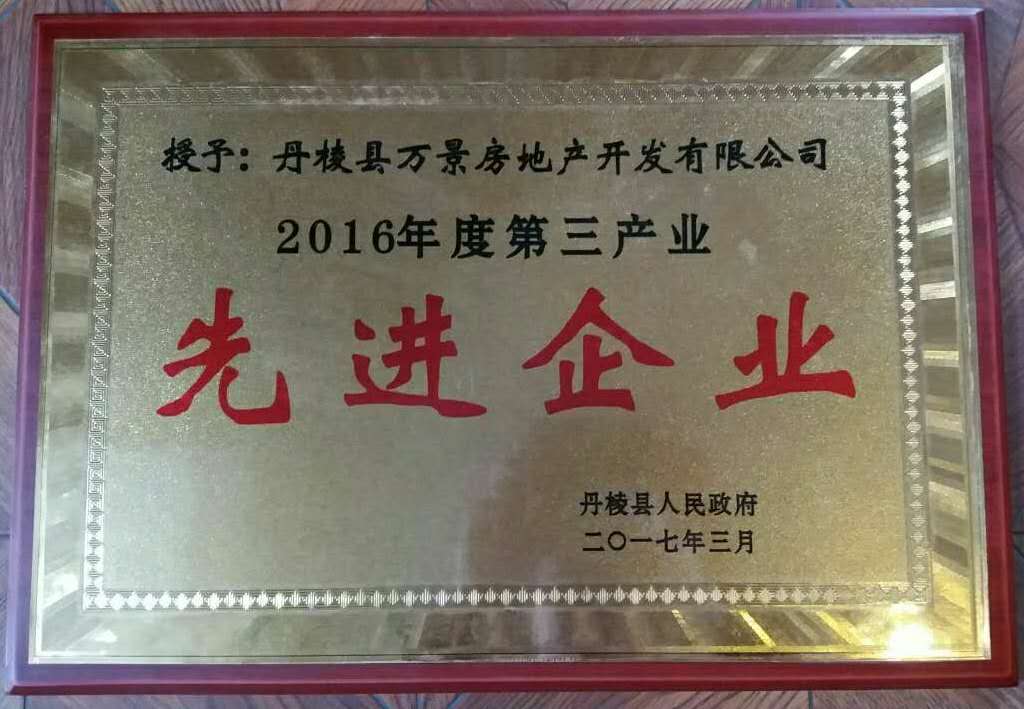 授予：丹棱县万景房地产开发有限公司
2016年度第三产业
先进企业
丹棱县人民政府
二〇一七年三月